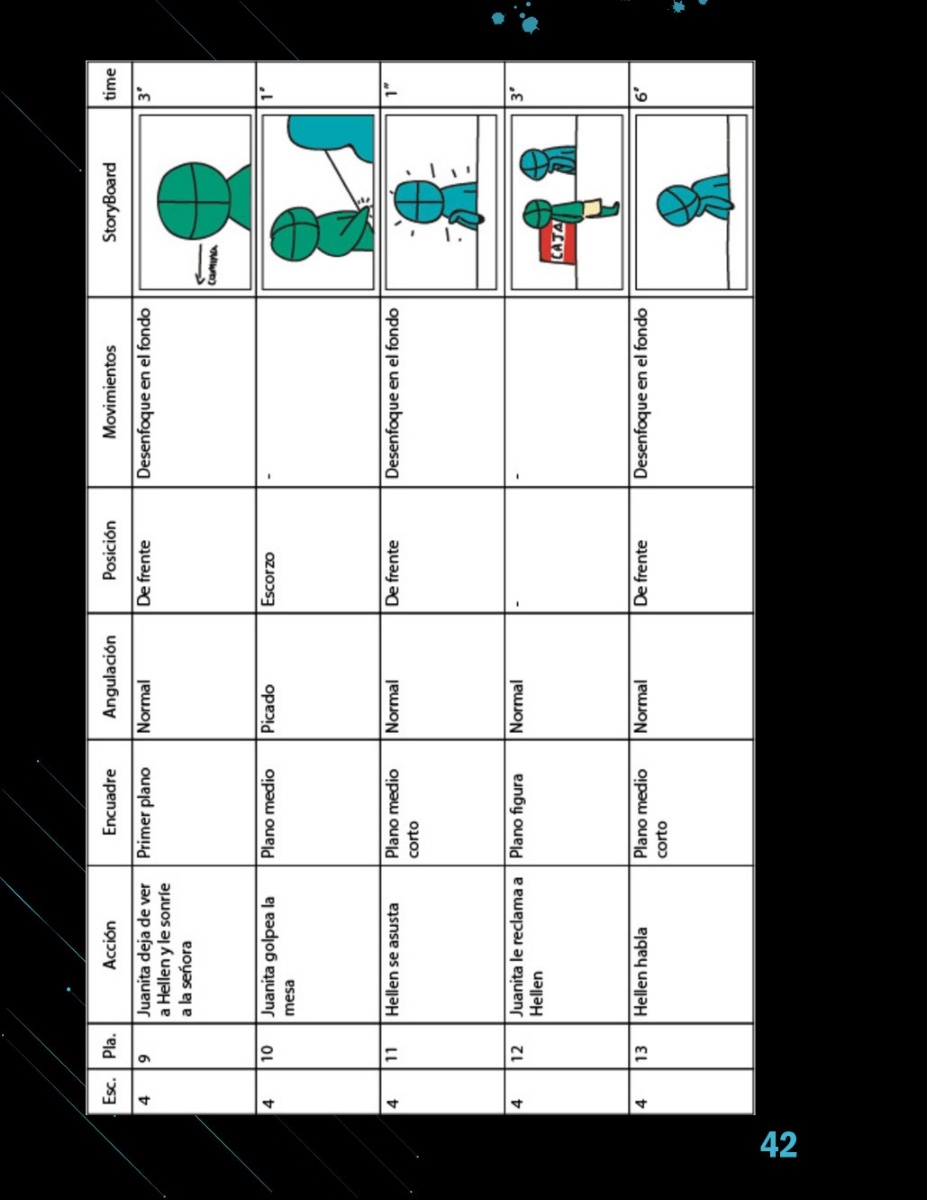 Esc. Pla. Acción Encuadre Angulación Posición Movimientos StoryBoard time
4 9 Juanita deja de ver Primer plano Normal De frente Desenfoque en el fondo 3"
a Hellen y le sonríe
a la señora
camina
4 10 Juanita golpea la Plano medio Picado Escorzo - 1"
mesa
4 11 Hellen se asusta Plano medio Normal De frente Desenfoque en el fondo 1"
corto
4 12 Juanita le reclama a Plano figura Normal - - 3"
Hellen
CAJA
4 13 Hellen habla Plano medio Normal De frente Desenfoque en el fondo 6"
corto
42